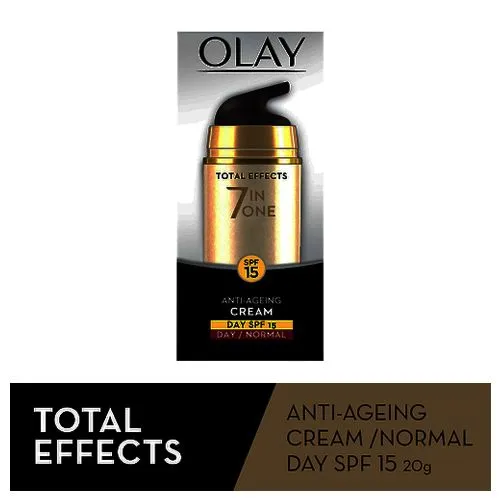 OLAY
TOTAL EFFECTS
7 IN
ONE
SPF
15
ANTI-AGEING
CREAM
DAY SPF 15
DAY / NORMAL
TOTAL
EFFECTS
ANTI-AGEING
CREAM /NORMAL
DAY SPF 15 20g